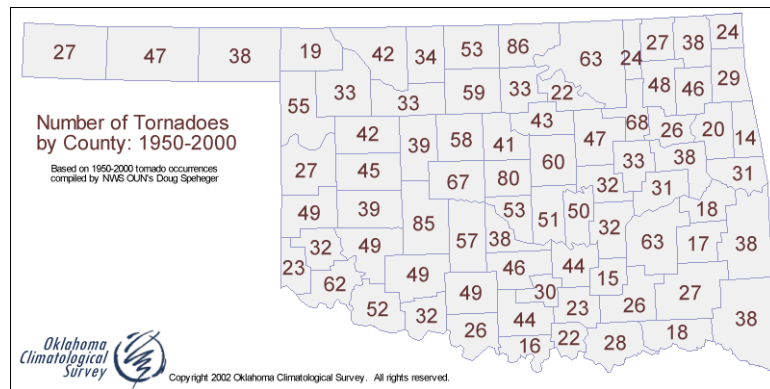 24
27 47 38 19 42 34 53 86 63 24 27 38
29
55 33 33 59 33 22 48 46
Number of Tornadoes
by County: 1950-2000
42 39 58 41 43 47 68 26 20 14
Based on 1950-2000 tornado occurrences
compiled by NWS OUN's Doug Speheger
27 45 67 80 60 33 38 31
49 39 85 53 51 50 32 31 18
32 49 57 38 32 63 17 38
23 62 49 46 44 15
52 32 49 30 23 26 27 38
26 44 16 22 28 18
Oklahoma
Climatological
Survey
Copyright 2002 Oklahoma Climatological Survey. All rights reserved.